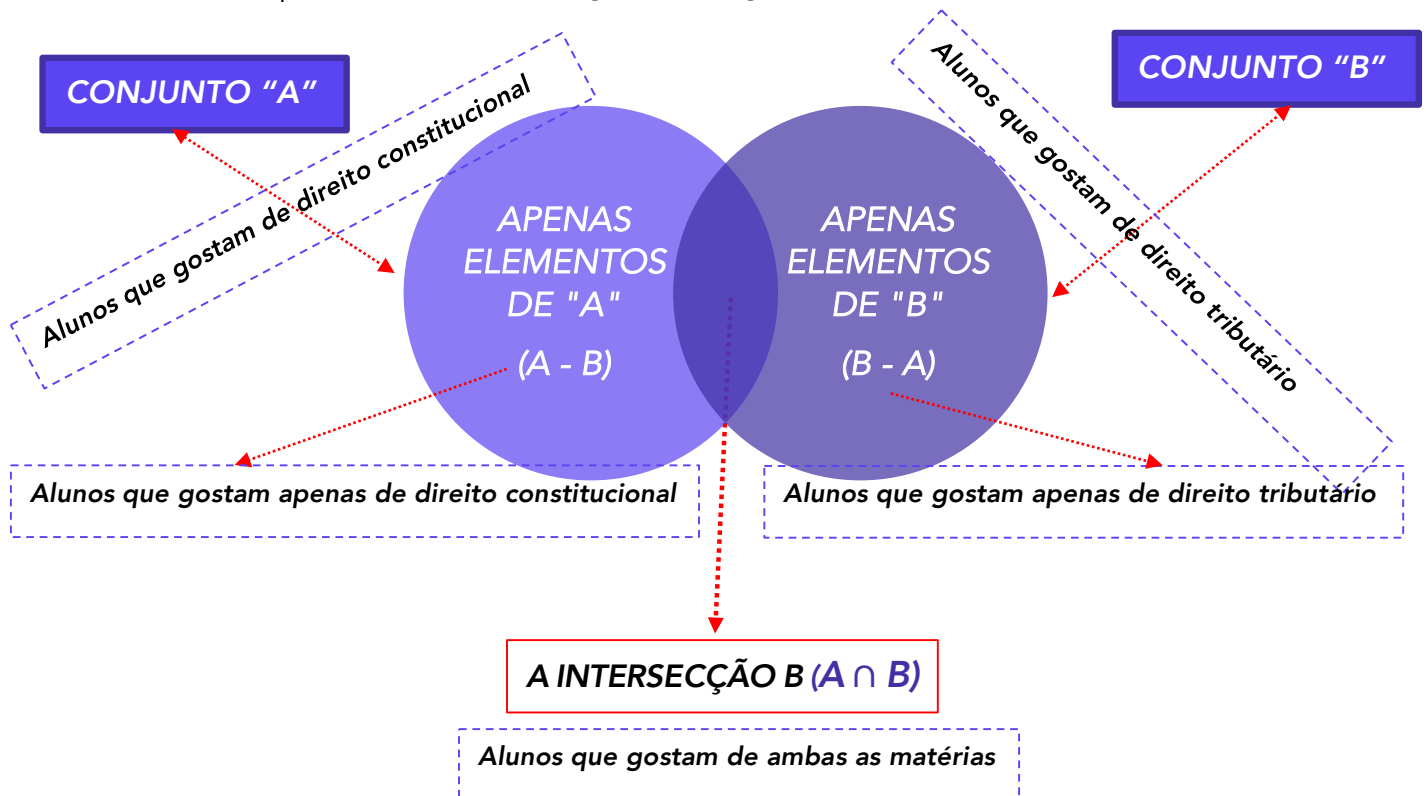 CONJUNTO “A”
CONJUNTO “B”
Alunos que gostam de direito constitucional
Alunos que gostam de direito tributário
APENAS
ELEMENTOS
DE "A"
(A - B)
APENAS
ELEMENTOS
DE "B"
(B - A)
Alunos que gostam apenas de direito constitucional
Alunos que gostam apenas de direito tributário
A INTERSECÇÃO B (A ∩ B)
Alunos que gostam de ambas as matérias